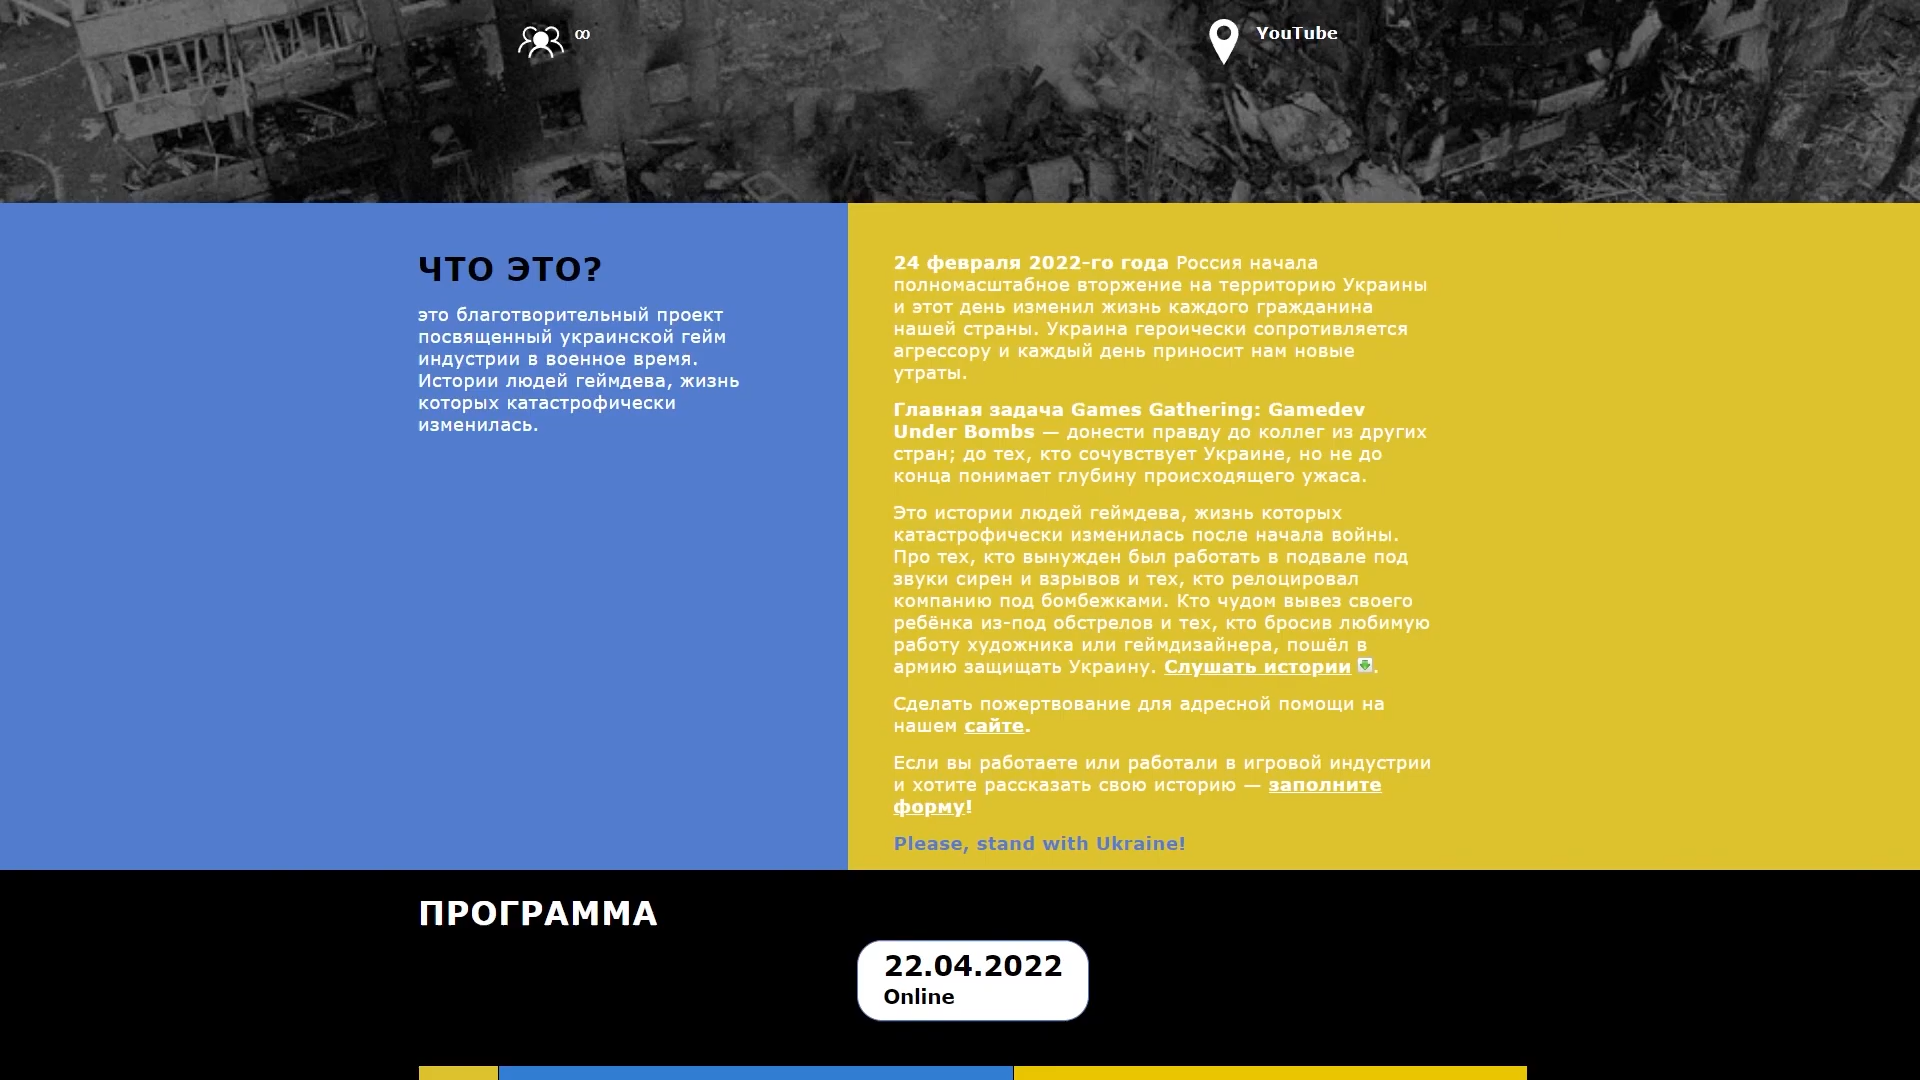 ∞
YouTube
ЧТО ЭТО?
это благотворительный проект
посвященный украинской гейм
индустрии в военное время.
Истории людей геймдева, жизнь
которых катастрофически
изменилась.
24 февраля 2022-го года Россия начала
полномасштабное вторжение на территорию Украины
и этот день изменил жизнь каждого гражданина
нашей страны. Украина героически сопротивляется
агрессору и каждый день приносит нам новые
утраты.
Главная задача Games Gathering: Gamedev
Under Bombs — донести правду до коллег из других
стран; до тех, кто сочувствует Украине, но не до
конца понимает глубину происходящего ужаса.
Это истории людей геймдева, жизнь которых
катастрофически изменилась после начала войны.
Про тех, кто вынужден был работать в подвале под
звуки сирен и взрывов и тех, кто релоцировал
компанию под бомбежками. Кто чудом вывез своего
ребёнка из-под обстрелов и тех, кто бросив любимую
работу художника или геймдизайнера, пошёл в
армию защищать Украину. Слушать истории .
Сделать пожертвование для адресной помощи на
нашем сайте.
Если вы работаете или работали в игровой индустрии
и хотите рассказать свою историю — заполните
форму!
Please, stand with Ukraine!
ПРОГРАММА
22.04.2022
Online